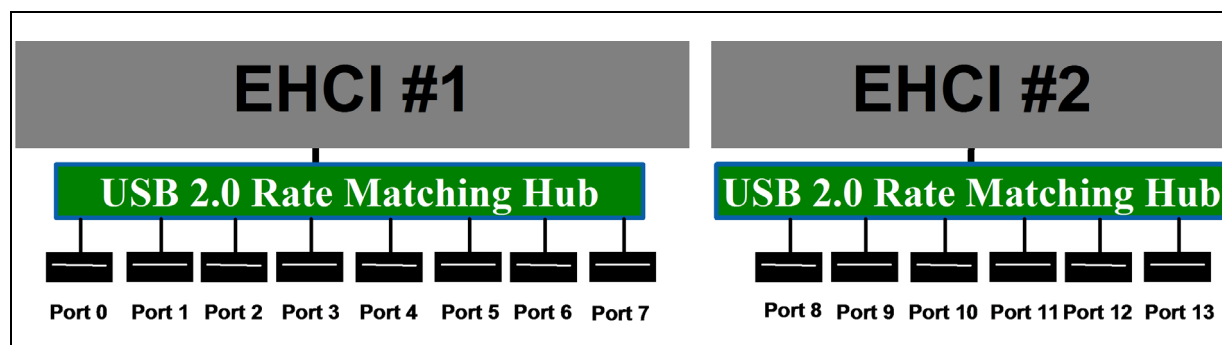 EHCI #1
EHCI #2
USB 2.0 Rate Matching Hub
USB 2.0 Rate Matching Hub
Port 0 Port 1 Port 2 Port 3 Port 4 Port 5 Port 6 Port 7
Port 8 Port 9 Port 10 Port 11 Port 12 Port 13